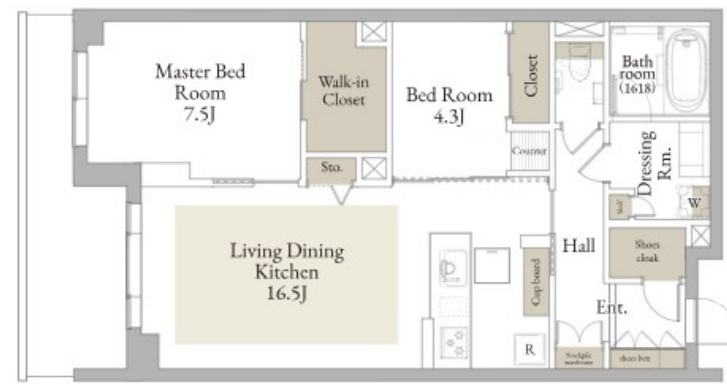 Master Bed
Room
7.5J
Walk-in
Closet
Bed Room
4.3J
Closet
Bath
room
(1618)
Counter
Dressing
Rm.
Sto.
W
Living Dining
Kitchen
16.5J
Hall
Shoes
cloak
Cup board
Ent.
R
shoes box